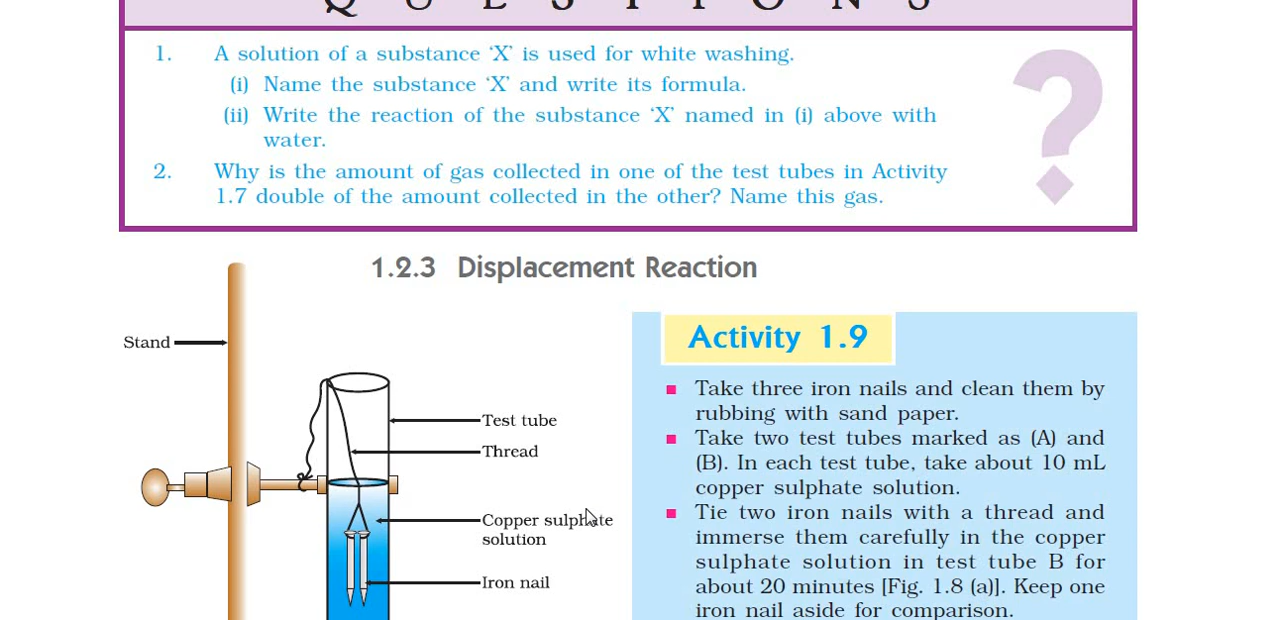 QUESTIONS
1. A solution of a substance ‘X’ is used for white washing.
(i) Name the substance ‘X’ and write its formula.
(ii) Write the reaction of the substance ‘X’ named in (i) above with
water.
2. Why is the amount of gas collected in one of the test tubes in Activity
1.7 double of the amount collected in the other? Name this gas.
?
1.2.3 Displacement Reaction
Stand
Test tube
Thread
Copper sulphate
solution
Iron nail
Activity 1.9
Take three iron nails and clean them by
rubbing with sand paper.
Take two test tubes marked as (A) and
(B). In each test tube, take about 10 mL
copper sulphate solution.
Tie two iron nails with a thread and
immerse them carefully in the copper
sulphate solution in test tube B for
about 20 minutes [Fig. 1.8 (a)]. Keep one
iron nail aside for comparison.